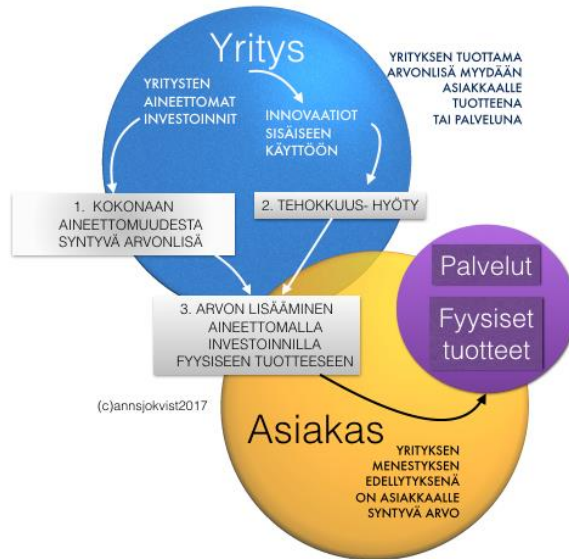 Yritys
YRITYSTEN
AINEETTOMAT
INVESTOINNIT
INNOVAATIOT
SISÄISEEN
KÄYTTÖÖN
YRITYKSEN TUOTTAMA
ARVONLISÄ MYYDÄÄN
ASIAKKAALLE
TUOTTEENA
TAI PALVELUNA
1. KOKONAAN
AINEETTOMUUDESTA
SYNTYVÄ ARVONLISÄ
2. TEHOKKUUS- HYÖTY
3. ARVON LISÄÄMINEN
AINEETTOMALLA
INVESTOINNILLA
FYYSISEEN TUOTTEESEEN
Palvelut
Fyysiset
tuotteet
(c)annsjokvist2017
Asiakas
YRITYKSEN
MENESTYKSEN
EDELLYTYKSENÄ
ON ASIAKKAALLE
SYNTYVÄ ARVO